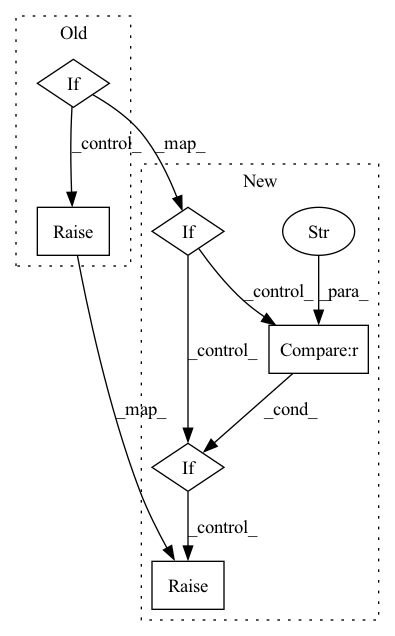 Old
If
_control_
_map_
New
Raise
If
Str
_control_
_para_
_control_
Compare:r
_map_
_cond_
If
_control_
Raise